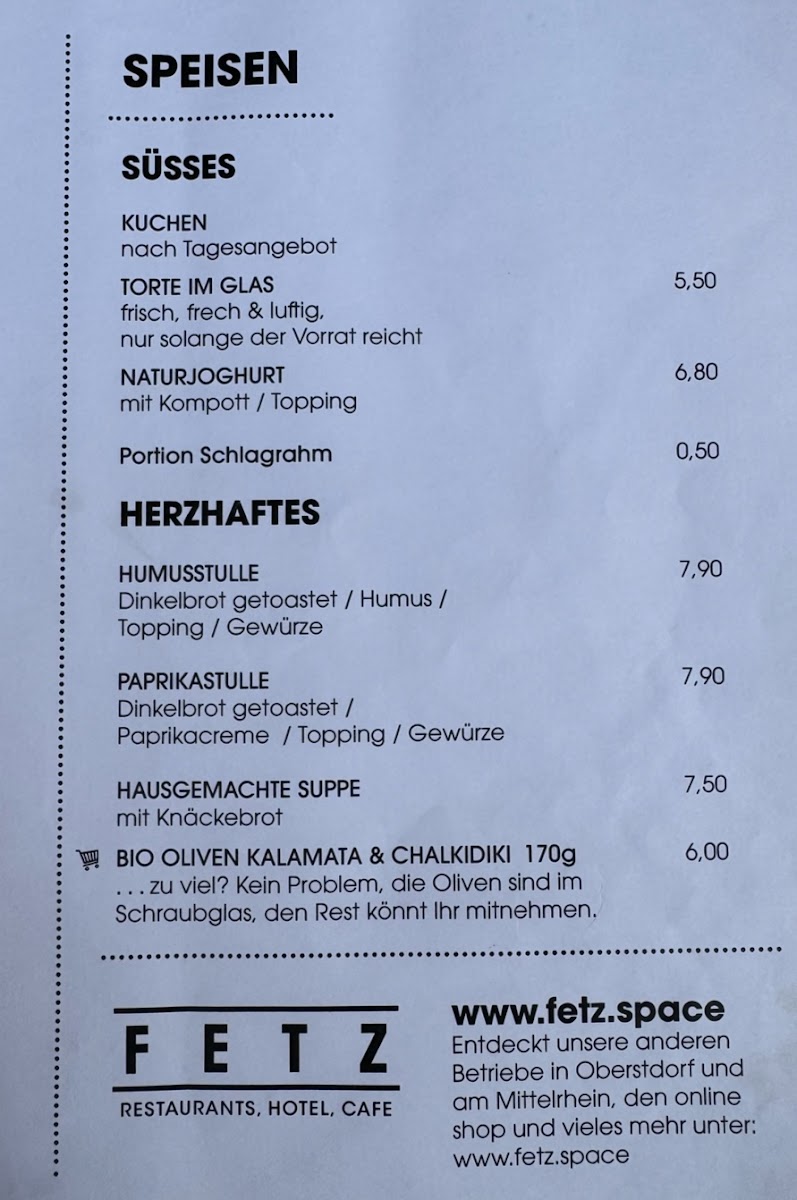 SPEISEN
SÜSSES
KUCHEN
nach Tagesangebot
TORTE IM GLAS 5,50
frisch, frech & luftig,
nur solange der Vorrat reicht
NATURJOGHURT 6,80
mit Kompott / Topping
Portion Schlagrahm 0,50
HERZHAFTES
HUMUSSTULLE 7,90
Dinkelbrot getoastet / Humus /
Topping / Gewürze
PAPRIKASTULLE 7,90
Dinkelbrot getoastet /
Paprikacreme / Topping / Gewürze
HAUSGEMACHTE SUPPE 7,50
mit Knäckebrot
BIO OLIVEN KALAMATA & CHALKIDIKI 170g 6,00
. . . zu viel? Kein Problem, die Oliven sind im
Schraubglas, den Rest könnt Ihr mitnehmen.
FETZ
RESTAURANTS, HOTEL, CAFE
www.fetz.space
Entdeckt unsere anderen
Betriebe in Oberstdorf und
am Mittelrhein, den online
shop und vieles mehr unter:
www.fetz.space